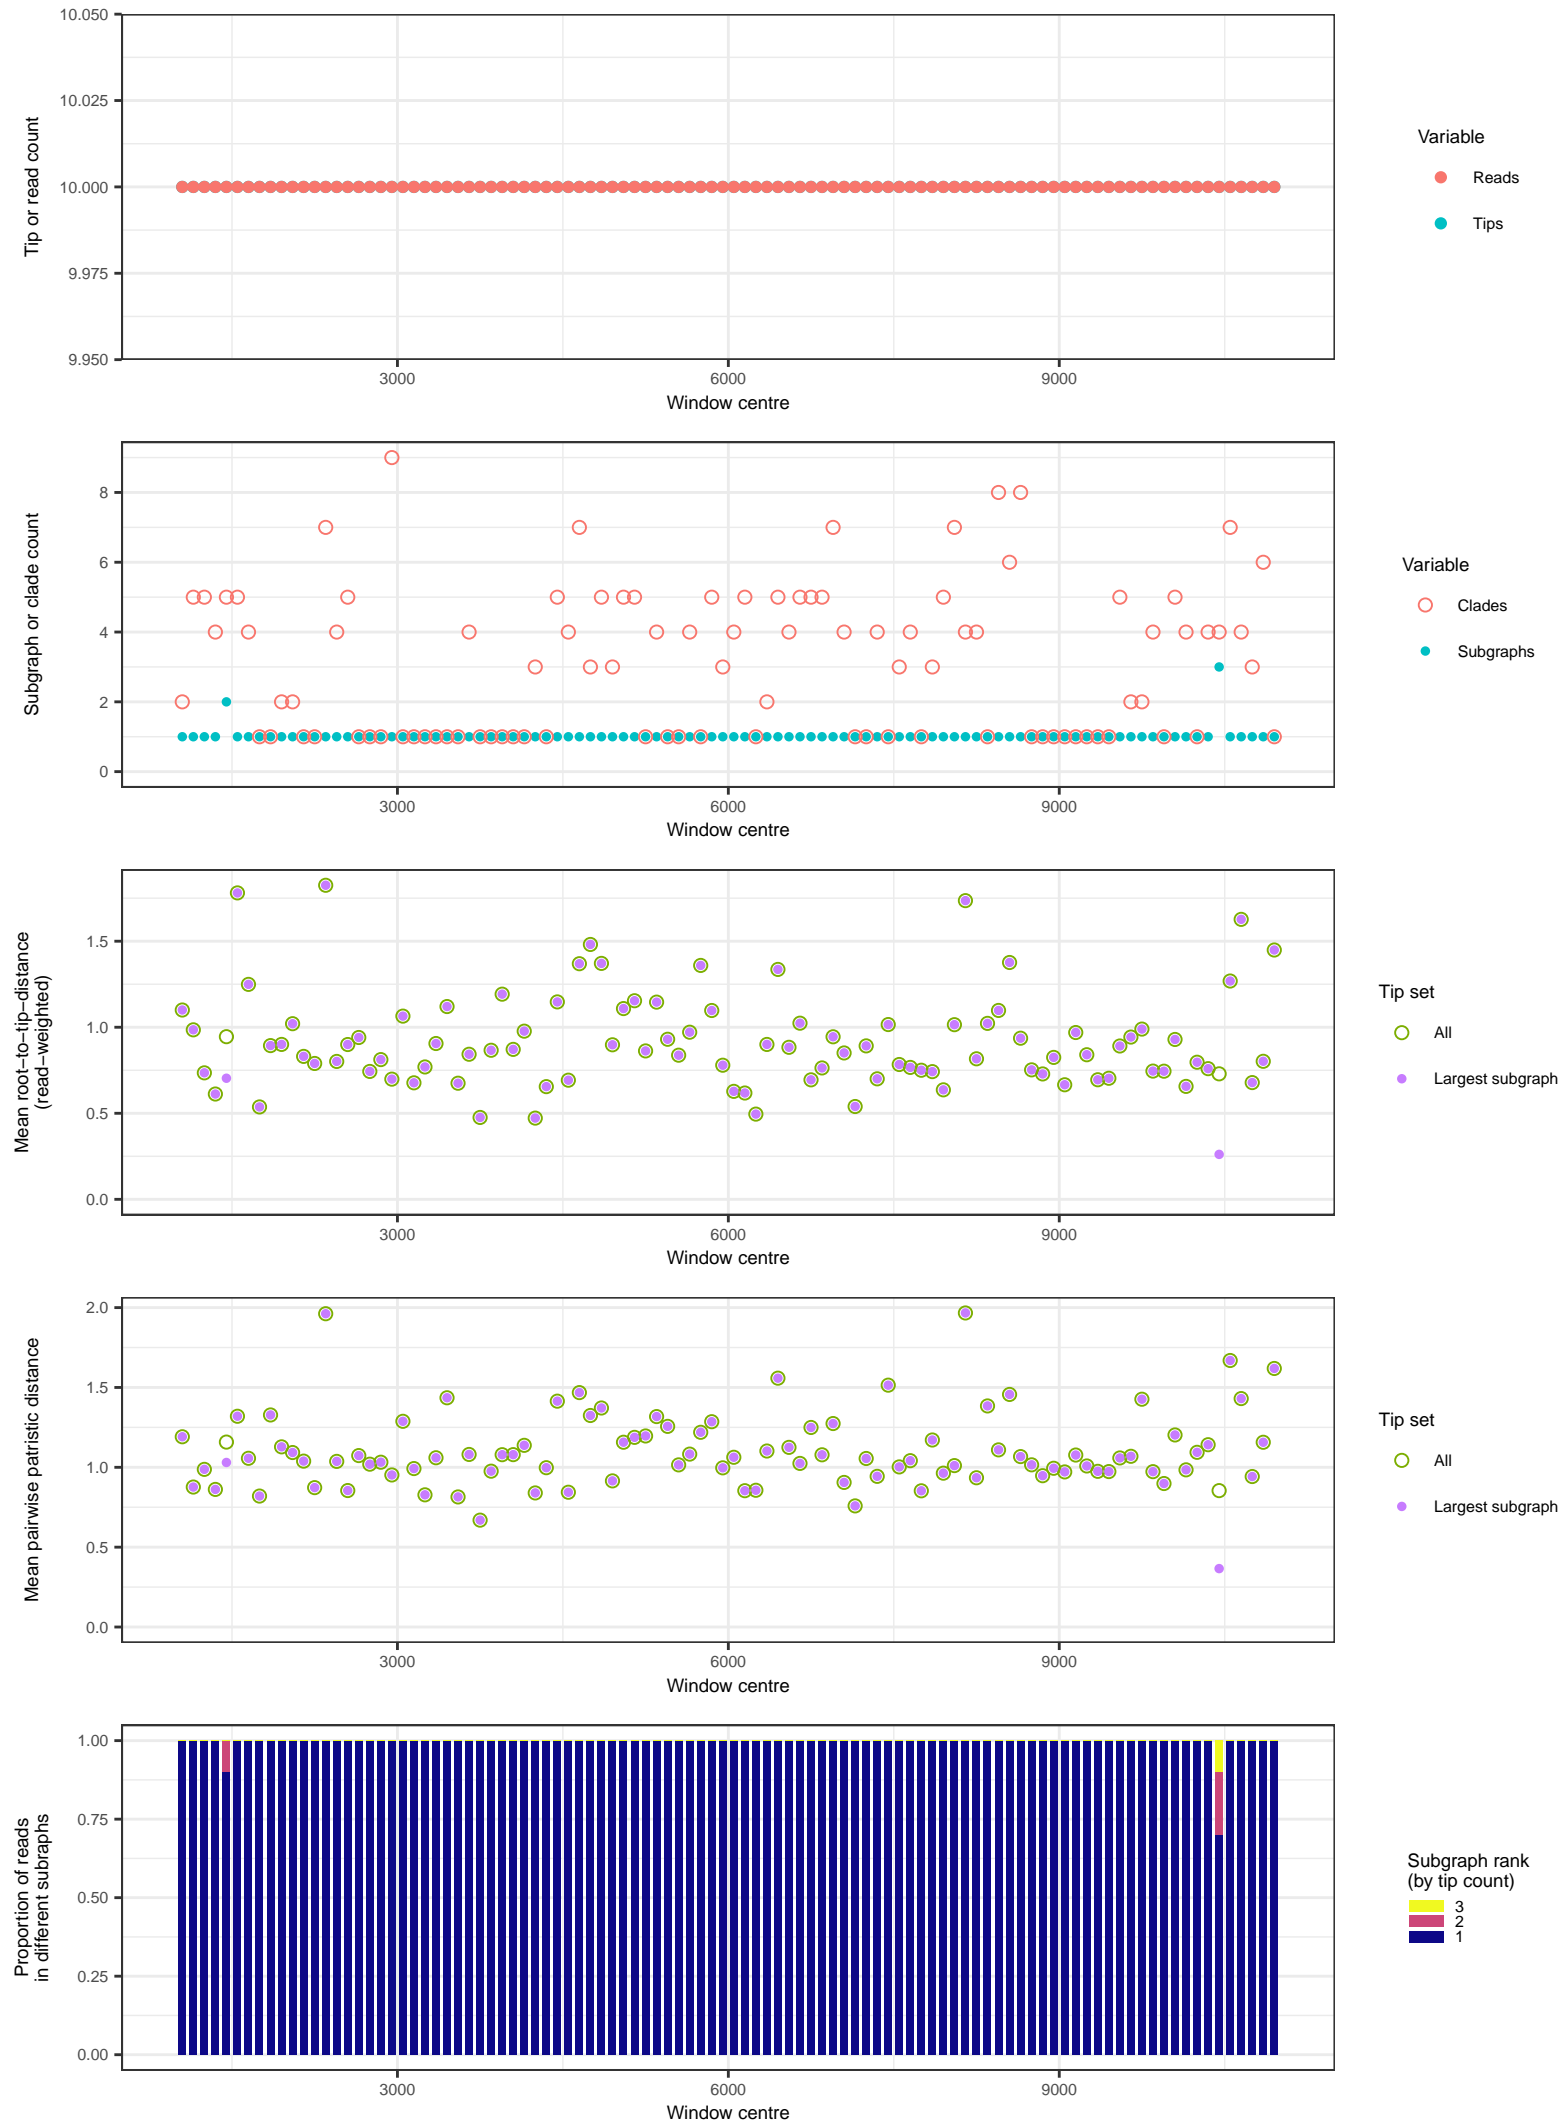 10.050
10.025
10.000
9.975
9.950
Tip or read count
3000 6000 9000
Window centre
Variable
Reads
Tips
8
6
4
2
0
Subgraph or clade count
3000 6000 9000
Window centre
Variable
Clades
Subgraphs
1.5
1.0
0.5
0.0
Mean root−to−tip−distance
(read−weighted)
3000 6000 9000
Window centre
Tip set
All
Largest subgraph
2.0
1.5
1.0
0.5
0.0
Mean pairwise patristic distance
3000 6000 9000
Window centre
Tip set
All
Largest subgraph
1.00
0.75
0.50
0.25
0.00
Proportion of reads
in different subraphs
3000 6000 9000
Window centre
Subgraph rank
(by tip count)
3
2
1